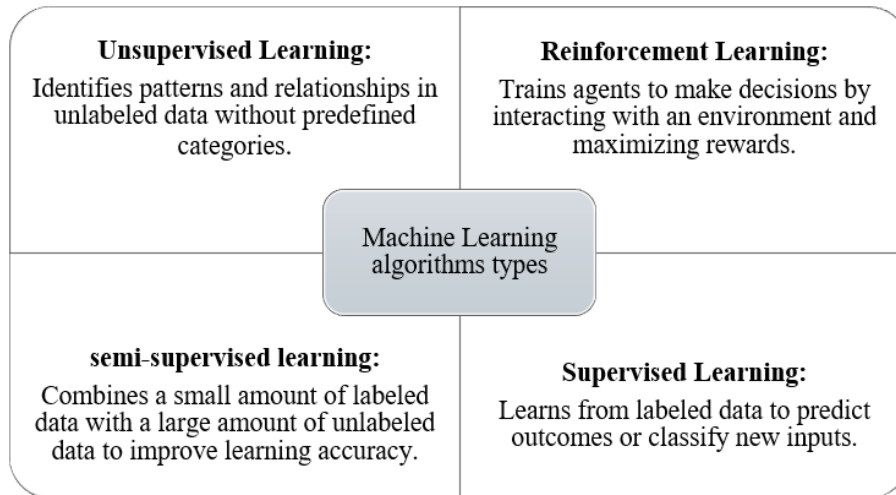 Unsupervised Learning:
Identifies patterns and relationships in
unlabeled data without predefined
categories.
Reinforcement Learning:
Trains agents to make decisions by
interacting with an environment and
maximizing rewards.
Machine Learning
algorithms types
semi-supervised learning:
Combines a small amount of labeled
data with a large amount of unlabeled
data to improve learning accuracy.
Supervised Learning:
Learns from labeled data to predict
outcomes or classify new inputs.